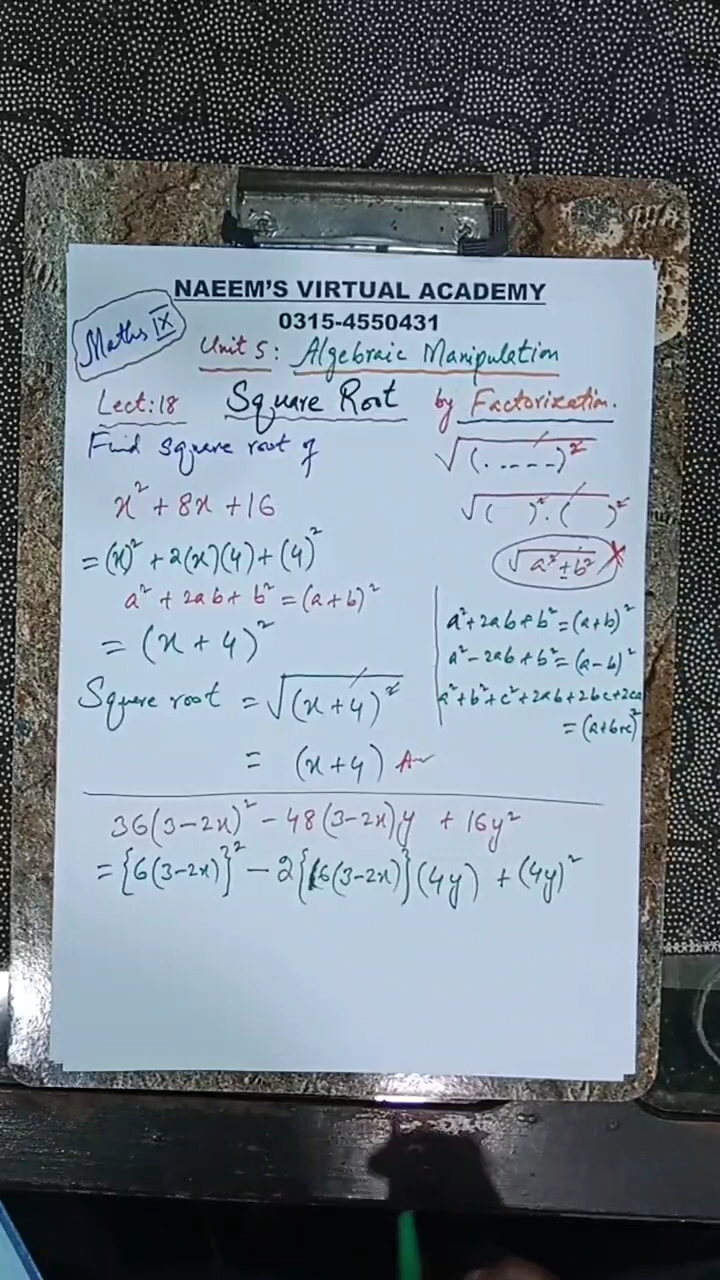 NAEEM'S VIRTUAL ACADEMY
0315-4550431
Maths IX
Unit 5: Algebraic Manipulation
Lect:18 Square Root by Factorization.
Find square root of
x² + 8x + 16
= (x)² + 2(x)(4) + (4)²
a² + 2ab + b² = (a+b)²
= (x + 4)²
Square root = √(x+4)²
= (x+4) Ans
√(.----)²
√( )².( )²
√a²±b² ×
a²+2ab+b²=(a+b)²
a²-2ab+b²=(a-b)²
a²+b²+c²+2ab+2bc+2ca
=(a+b+c)²
36(3-2x)² - 48(3-2x)y + 16y²
= {6(3-2x)}² - 2{6(3-2x)}(4y) + (4y)²